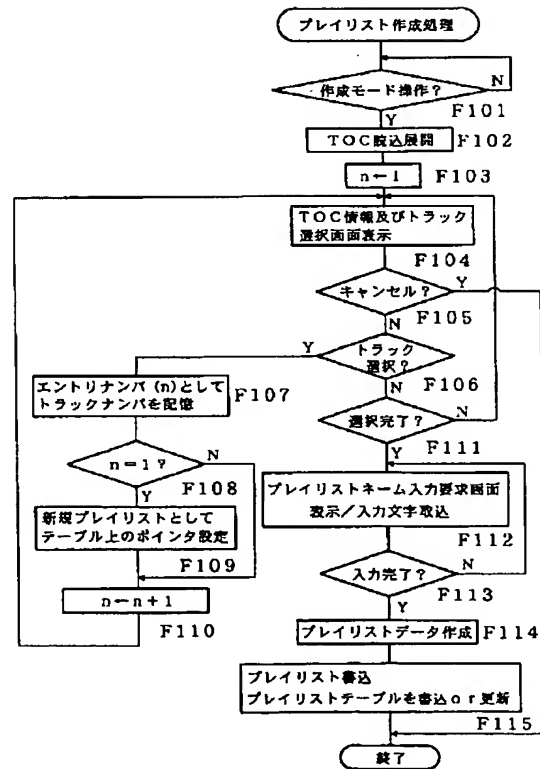 プレイリスト作成処理
作成モード操作?
N
F101
Y
TOC読込展開
F102
n←1
F103
TOC情報及びトラック
選択画面表示
F104
キャンセル?
Y
F105
N
トラック
選択?
Y
F106
N
エントリナンバ(n)として
トラックナンバを記憶
F107
n=1?
N
F108
Y
新規プレイリストとして
テーブル上のポインタ設定
F109
n←n+1
F110
選択完了?
N
F111
Y
プレイリストネーム入力要求画面
表示/入力文字取込
F112
入力完了?
N
F113
Y
プレイリストデータ作成
F114
プレイリスト書込
プレイリストテーブルを書込or更新
F115
終了